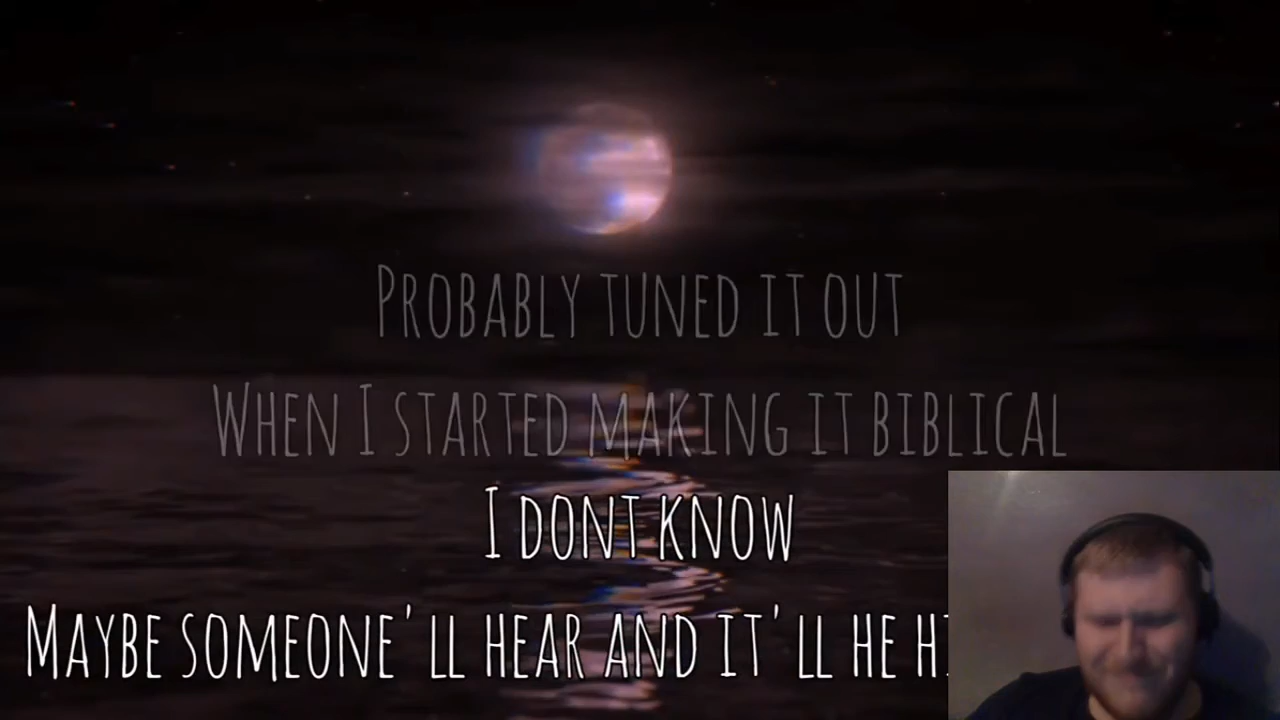 Probably tuned it out
When I started making it biblical
I dont know
Maybe someone'll hear and it'll he